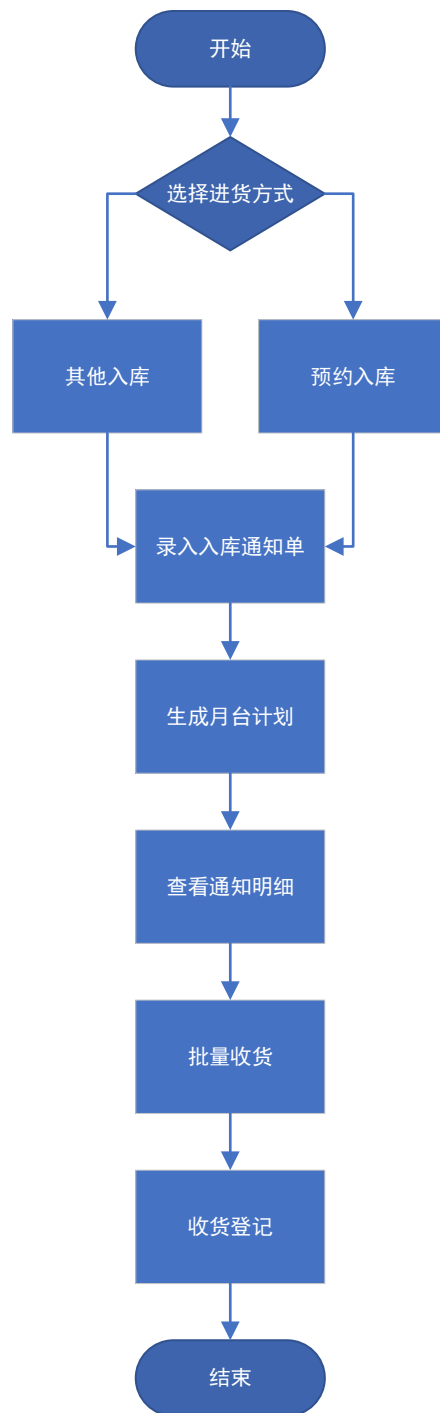 开始
选择进货方式
其他入库
预约入库
录入入库通知单
生成月台计划
查看通知明细
批量收货
收货登记
结束